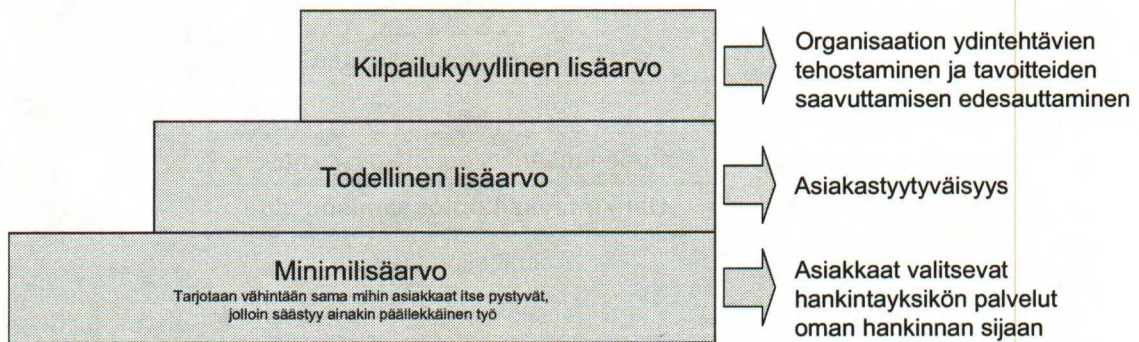 Kilpailukyvyllinen lisäarvo
Organisaation ydintehtävien
tehostaminen ja tavoitteiden
saavuttamisen edesauttaminen
Todellinen lisäarvo
Asiakastyytyväisyys
Minimilisäarvo
Tarjotaan vähintään sama mihin asiakkaat itse pystyvät,
jolloin säästyy ainakin päällekkäinen työ
Asiakkaat valitsevat
hankintayksikön palvelut
oman hankinnan sijaan